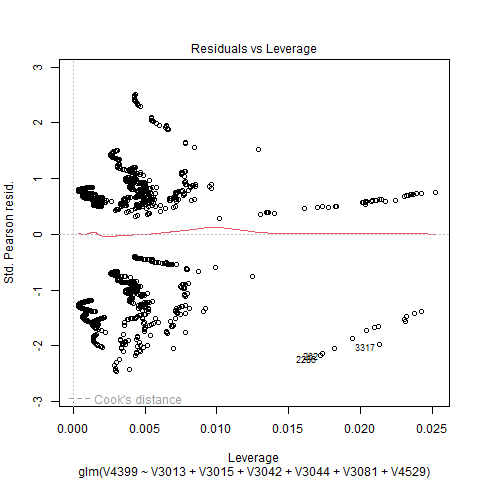 Residuals vs Leverage
Std. Pearson resid.
3
2
1
0
-1
-2
-3
3317
Cook's distance
0.000 0.005 0.010 0.015 0.020 0.025
Leverage
glm(V4399 ~ V3013 + V3015 + V3042 + V3044 + V3081 + V4529)